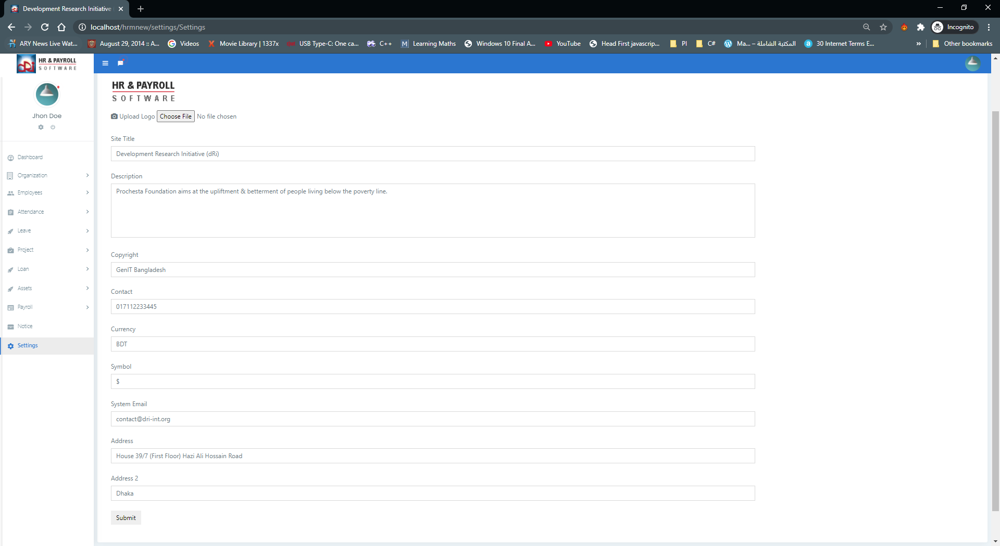 Development Research Initiative
localhost/hrmnew/settings/Settings
Incognito
ARY News Live Wat...
August 29, 2014 :: A...
Videos
Movie Library | 1337x
USB Type-C: One ca...
C++
Learning Maths
Windows 10 Final A...
YouTube
Head First javascrip...
PI
C#
Ma... – المكتبة الشاملة
30 Internet Terms E...
»
Other bookmarks
dRi HR & PAYROLL
SOFTWARE
Jhon Doe
Dashboard
Organization
Employees
Attendance
Leave
Project
Loan
Assets
Payroll
Notice
Settings
HR & PAYROLL
SOFTWARE
Upload Logo Choose File No file chosen
Site Title
Development Research Initiative (dRi)
Description
Prochesta Foundation aims at the upliftment & betterment of people living below the poverty line.
Copyright
GenIT Bangladesh
Contact
017112233445
Currency
BDT
Symbol
$
System Email
contact@dri-int.org
Address
House 39/7 (First Floor) Hazi Ali Hossain Road
Address 2
Dhaka
Submit